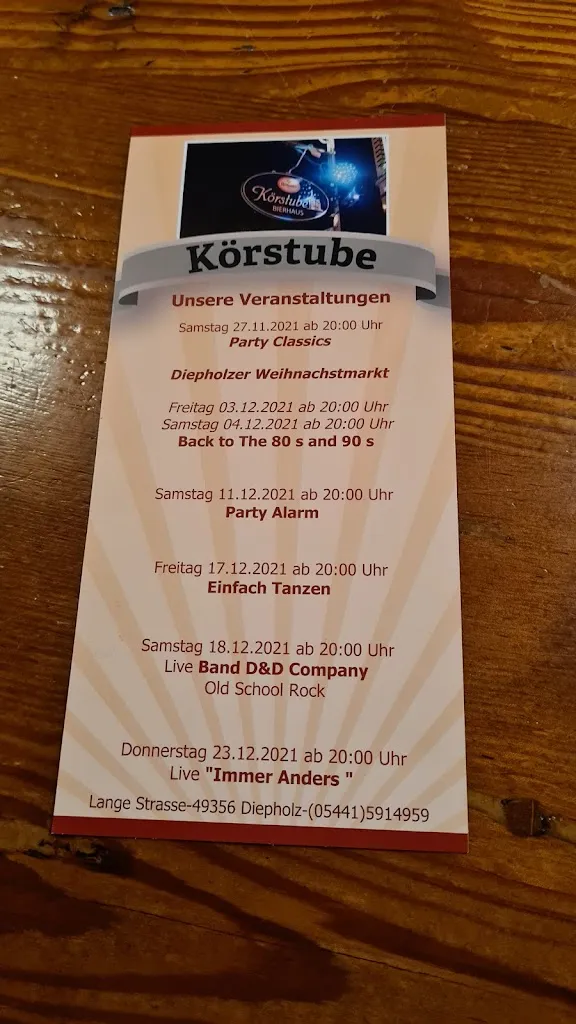 Körstube
BIERHAUS
Körstube
Unsere Veranstaltungen
Samstag 27.11.2021 ab 20:00 Uhr
Party Classics
Diepholzer Weihnachstmarkt
Freitag 03.12.2021 ab 20:00 Uhr
Samstag 04.12.2021 ab 20:00 Uhr
Back to The 80 s and 90 s
Samstag 11.12.2021 ab 20:00 Uhr
Party Alarm
Freitag 17.12.2021 ab 20:00 Uhr
Einfach Tanzen
Samstag 18.12.2021 ab 20:00 Uhr
Live Band D&D Company
Old School Rock
Donnerstag 23.12.2021 ab 20:00 Uhr
Live "Immer Anders "
Lange Strasse-49356 Diepholz-(05441)5914959